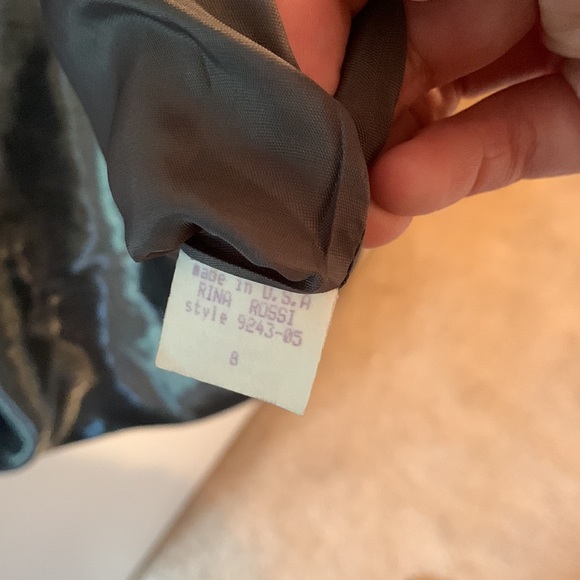 made in U.S.A
RINA ROSSI
style 9243-05
8